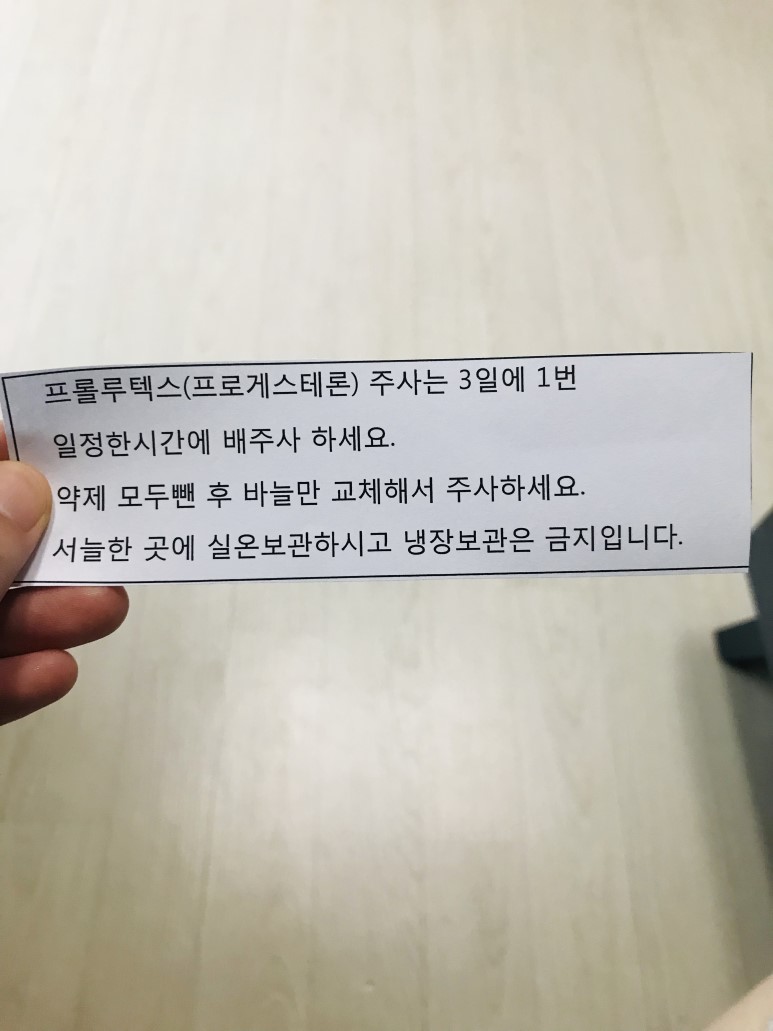 프롤루텍스(프로게스테론) 주사는 3일에 1번
일정한시간에 배주사 하세요.
약제 모두뺀 후 바늘만 교체해서 주사하세요.
서늘한 곳에 실온보관하시고 냉장보관은 금지입니다.